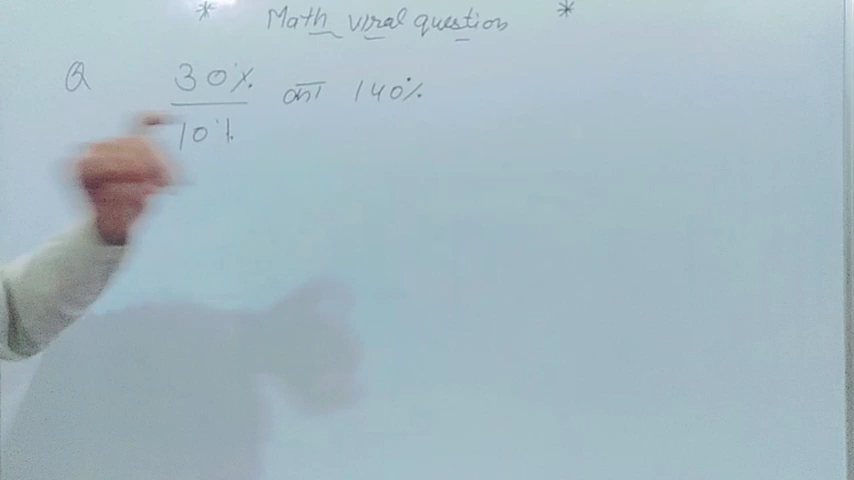 * Math viral question *
Q 30% का 140%
10%